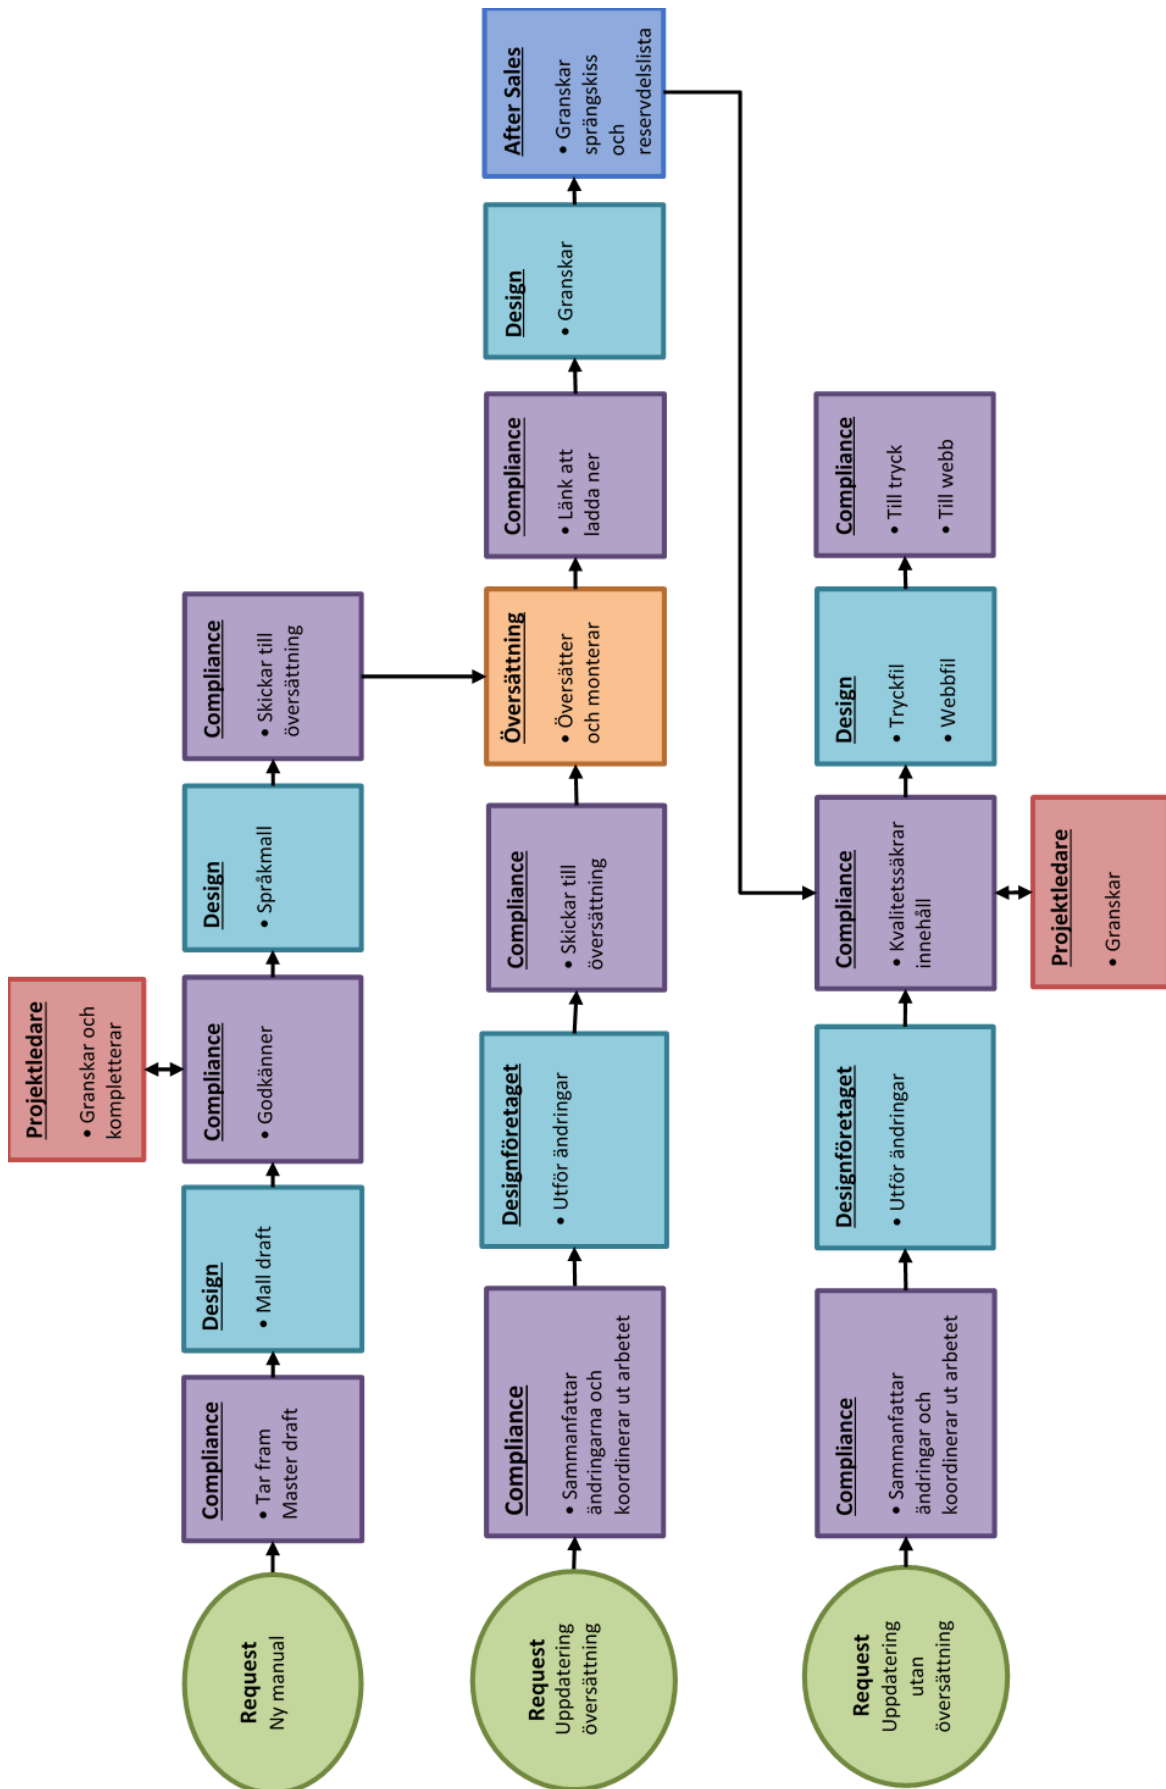 Projektledare
• Granskar och
kompletterar
Request
Ny manual
Compliance
• Tar fram
Master draft
Design
• Mall draft
Compliance
• Godkänner
Design
• Språkmall
Compliance
• Skickar till
översättning
Request
Uppdatering
översättning
Compliance
• Sammanfattar
ändringarna och
koordinerar ut arbetet
Designföretaget
• Utför ändringar
Compliance
• Skickar till
översättning
Översättning
• Översätter
och monterar
Compliance
• Länk att
ladda ner
Design
• Granskar
After Sales
• Granskar
sprängskiss
och
reservdelslista
Request
Uppdatering
utan
översättning
Compliance
• Sammanfattar
ändringar och
koordinerar ut arbetet
Designföretaget
• Utför ändringar
Compliance
• Kvalitetssäkrar
innehåll
Design
• Tryckfil
• Webbfil
Compliance
• Till tryck
• Till webb
Projektledare
• Granskar